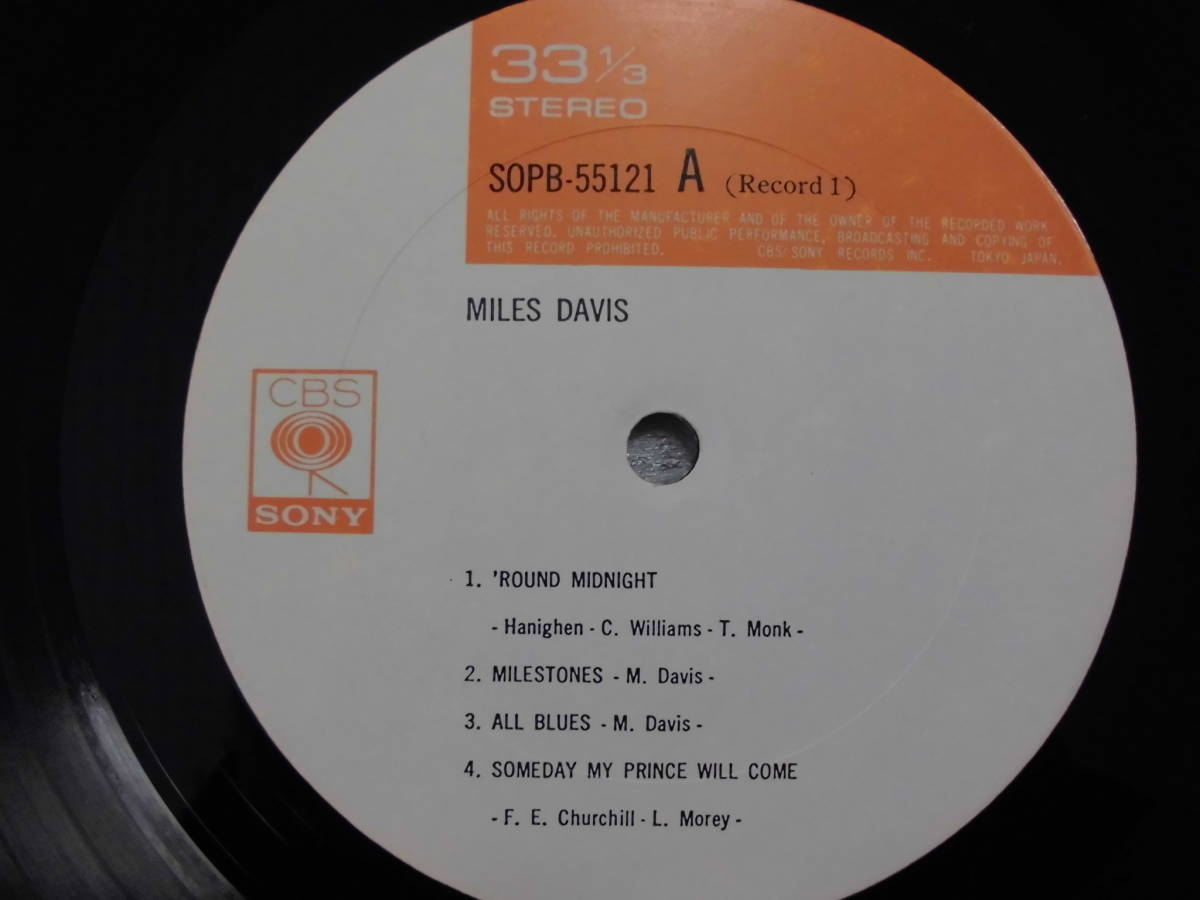 33 1/3
STEREO
SOPB-55121 A (Record 1)
ALL RIGHTS OF THE MANUFACTURER AND OF THE OWNER OF THE RECORDED WORK
RESERVED. UNAUTHORIZED PUBLIC PERFORMANCE, BROADCASTING AND COPYING OF
THIS RECORD PROHIBITED. CBS/SONY RECORDS INC. TOKYO JAPAN.
MILES DAVIS
CBS
SONY
1. 'ROUND MIDNIGHT
- Hanighen - C. Williams - T. Monk -
2. MILESTONES - M. Davis -
3. ALL BLUES - M. Davis -
4. SOMEDAY MY PRINCE WILL COME
- F. E. Churchill - L. Morey -